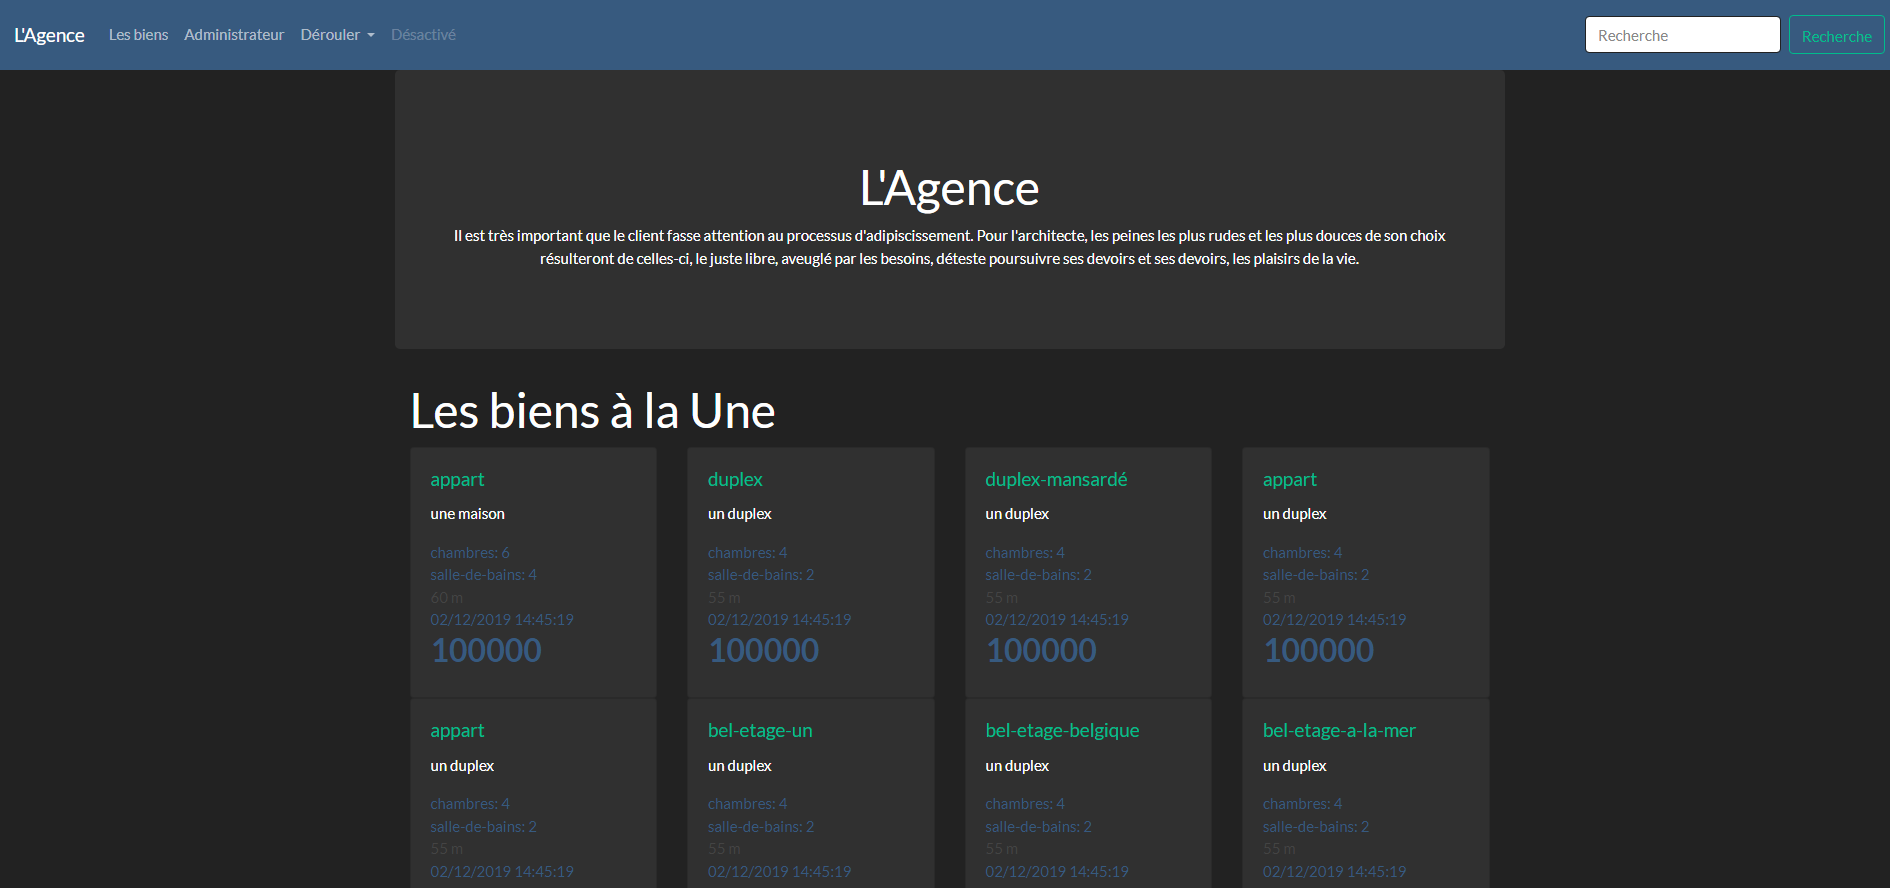 L'Agence Les biens Administrateur Dérouler Désactivé Recherche Recherche
L'Agence
Il est très important que le client fasse attention au processus d'adipiscissement. Pour l'architecte, les peines les plus rudes et les plus douces de son choix
résulteront de celles-ci, le juste libre, aveuglé par les besoins, déteste poursuivre ses devoirs et ses devoirs, les plaisirs de la vie.
Les biens à la Une
appart
une maison
chambres: 6
salle-de-bains: 4
60 m
02/12/2019 14:45:19
100000
duplex
un duplex
chambres: 4
salle-de-bains: 2
55 m
02/12/2019 14:45:19
100000
duplex-mansardé
un duplex
chambres: 4
salle-de-bains: 2
55 m
02/12/2019 14:45:19
100000
appart
un duplex
chambres: 4
salle-de-bains: 2
55 m
02/12/2019 14:45:19
100000
appart
un duplex
chambres: 4
salle-de-bains: 2
55 m
02/12/2019 14:45:19
bel-etage-un
un duplex
chambres: 4
salle-de-bains: 2
55 m
02/12/2019 14:45:19
bel-etage-belgique
un duplex
chambres: 4
salle-de-bains: 2
55 m
02/12/2019 14:45:19
bel-etage-a-la-mer
un duplex
chambres: 4
salle-de-bains: 2
55 m
02/12/2019 14:45:19